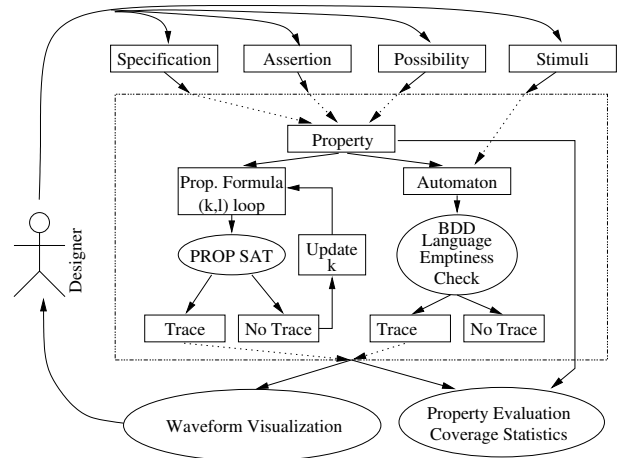 Specification
Assertion
Possibility
Stimuli
Property
Prop. Formula
(k,l) loop
Automaton
Designer
PROP SAT
Update
k
BDD
Language
Emptiness
Check
Trace
No Trace
Trace
No Trace
Waveform Visualization
Property Evaluation
Coverage Statistics